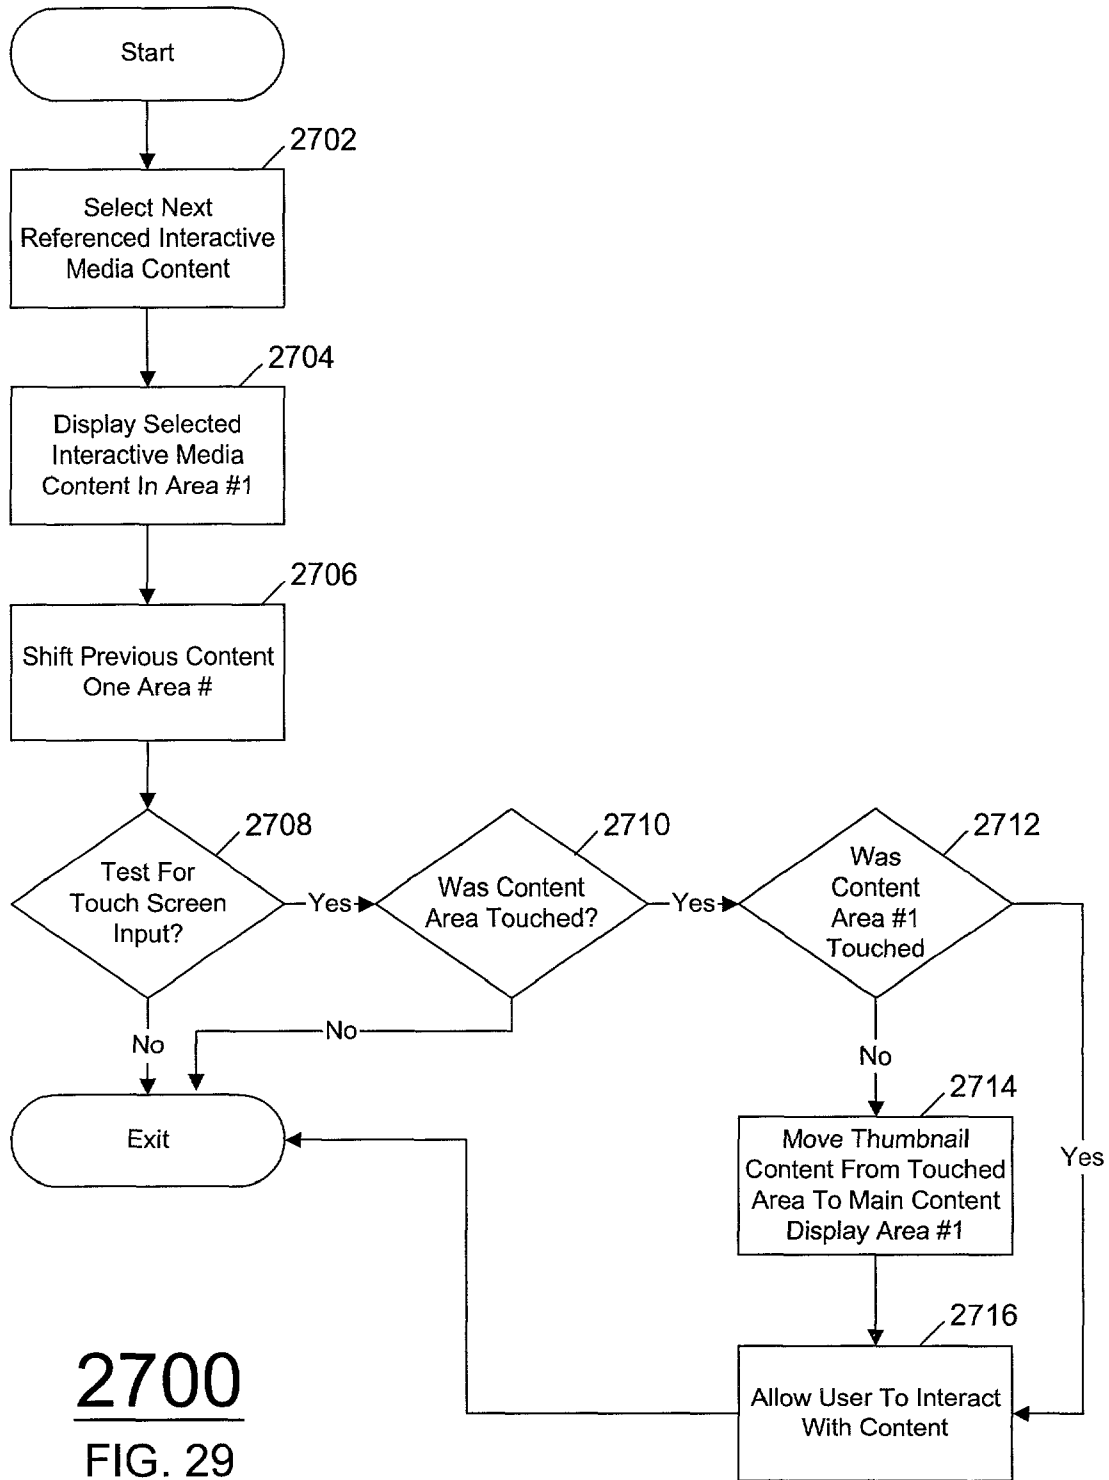 Start
2702
Select Next
Referenced Interactive
Media Content
2704
Display Selected
Interactive Media
Content In Area #1
2706
Shift Previous Content
One Area #
2708
Test For
Touch Screen
Input?
Yes
2710
Was Content
Area Touched?
Yes
2712
Was
Content
Area #1
Touched
No
No
No
Yes
Exit
2714
Move Thumbnail
Content From Touched
Area To Main Content
Display Area #1
2716
Allow User To Interact
With Content
2700
FIG. 29